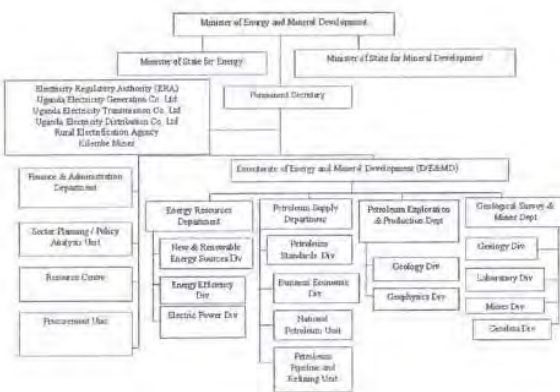 Minister of Energy and Mineral Development
Minister of State for Energy
Minister of State for Mineral Development
Electricity Regulatory Authority (ERA)
Uganda Electricity Generation Co. Ltd
Uganda Electricity Transmission Co. Ltd
Uganda Electricity Distribution Co. Ltd
Rural Electrification Agency
Kilembe Mines
Permanent Secretary
Directorate of Energy and Mineral Development (D/E&MD)
Finance & Administration
Department
Sector Planning / Policy
Analysis Unit
Resource Centre
Procurement Unit
Energy Resources
Department
New & Renewable
Energy Sources Div
Energy Efficiency
Div
Electric Power Div
Petroleum Supply
Department
Petroleum
Standards Div
Economic
Div
National
Petroleum Unit
Petroleum
Pipeline and
Refining Unit
Petroleum Exploration
& Production Dept
Geology Div
Geophysics Div
Geological Survey &
Mines Dept
Geology Div
Laboratory Div
Mines Div
Div